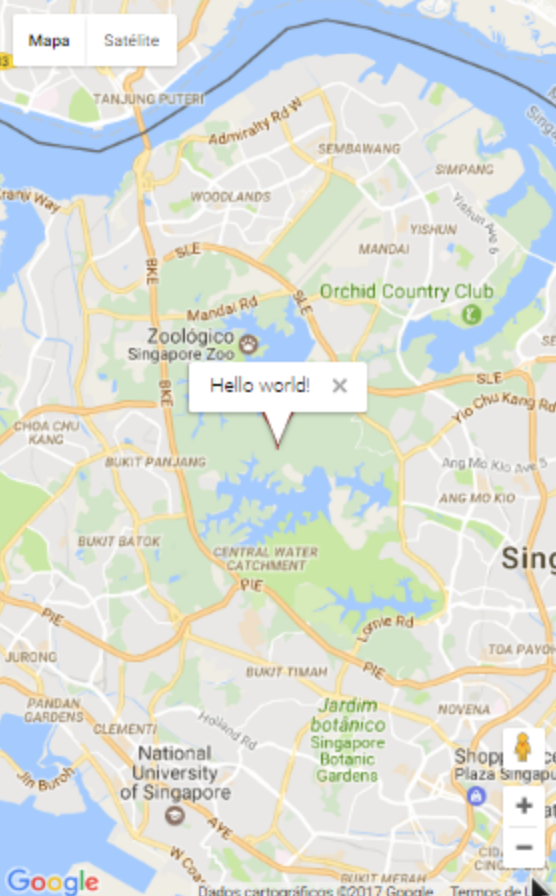 Mapa
Satélite
TANJUNG PUTERI
Admiralty Rd W
SEMBAWANG
SIMPANG
WOODLANDS
Yishun Ave 6
YISHUN
MANDAI
BKE
SLE
Orchid Country Club
Mandai Rd
SLE
Zoológico
Singapore Zoo
Hello world!
SLE
BKE
Yio Chu Kang Rd
CHOA CHU
KANG
BUKIT PANJANG
Ang Mo Kio Ave 5
ANG MO KIO
BUKIT BATOK
CENTRAL WATER
CATCHMENT
PIE
PIE
Lornie Rd
TOA PAYOH
JURONG
BUKIT TIMAH
PIE
PANDAN
GARDENS
CLEMENTI
Holland Rd
Jardim
botânico
Singapore
Botanic
Gardens
NOVENA
National
University
of Singapore
Plaza Singapu
Jln Buroh
AYE
BUKIT MERAH
Google
Dados cartográficos ©2017 Google
Termos de